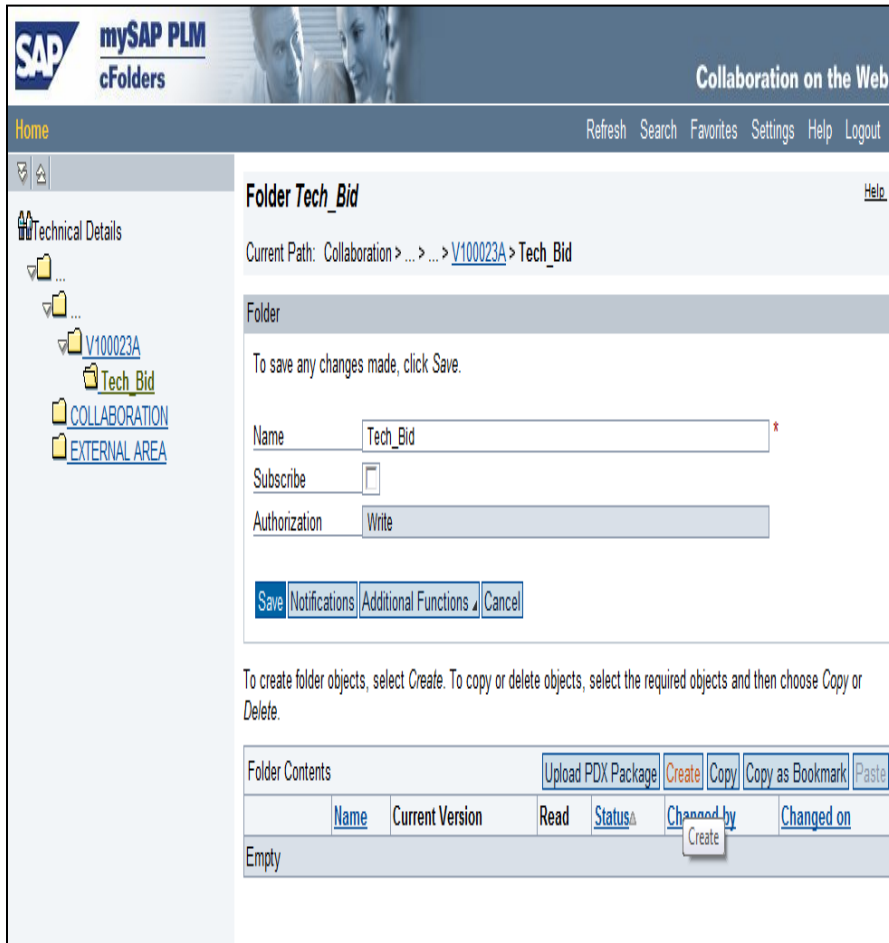 SAP
mySAP PLM
cFolders
Collaboration on the Web
Home
Refresh Search Favorites Settings Help Logout
Technical Details
...
...
V100023A
Tech_Bid
COLLABORATION
EXTERNAL AREA
Folder Tech_Bid
Help
Current Path: Collaboration > ... > ... > V100023A > Tech_Bid
Folder
To save any changes made, click Save.
Name Tech_Bid *
Subscribe
Authorization Write
Save Notifications Additional Functions Cancel
To create folder objects, select Create. To copy or delete objects, select the required objects and then choose Copy or
Delete.
Folder Contents Upload PDX Package Create Copy Copy as Bookmark Paste
Name Current Version Read Status Changed by Changed on
Create
Empty